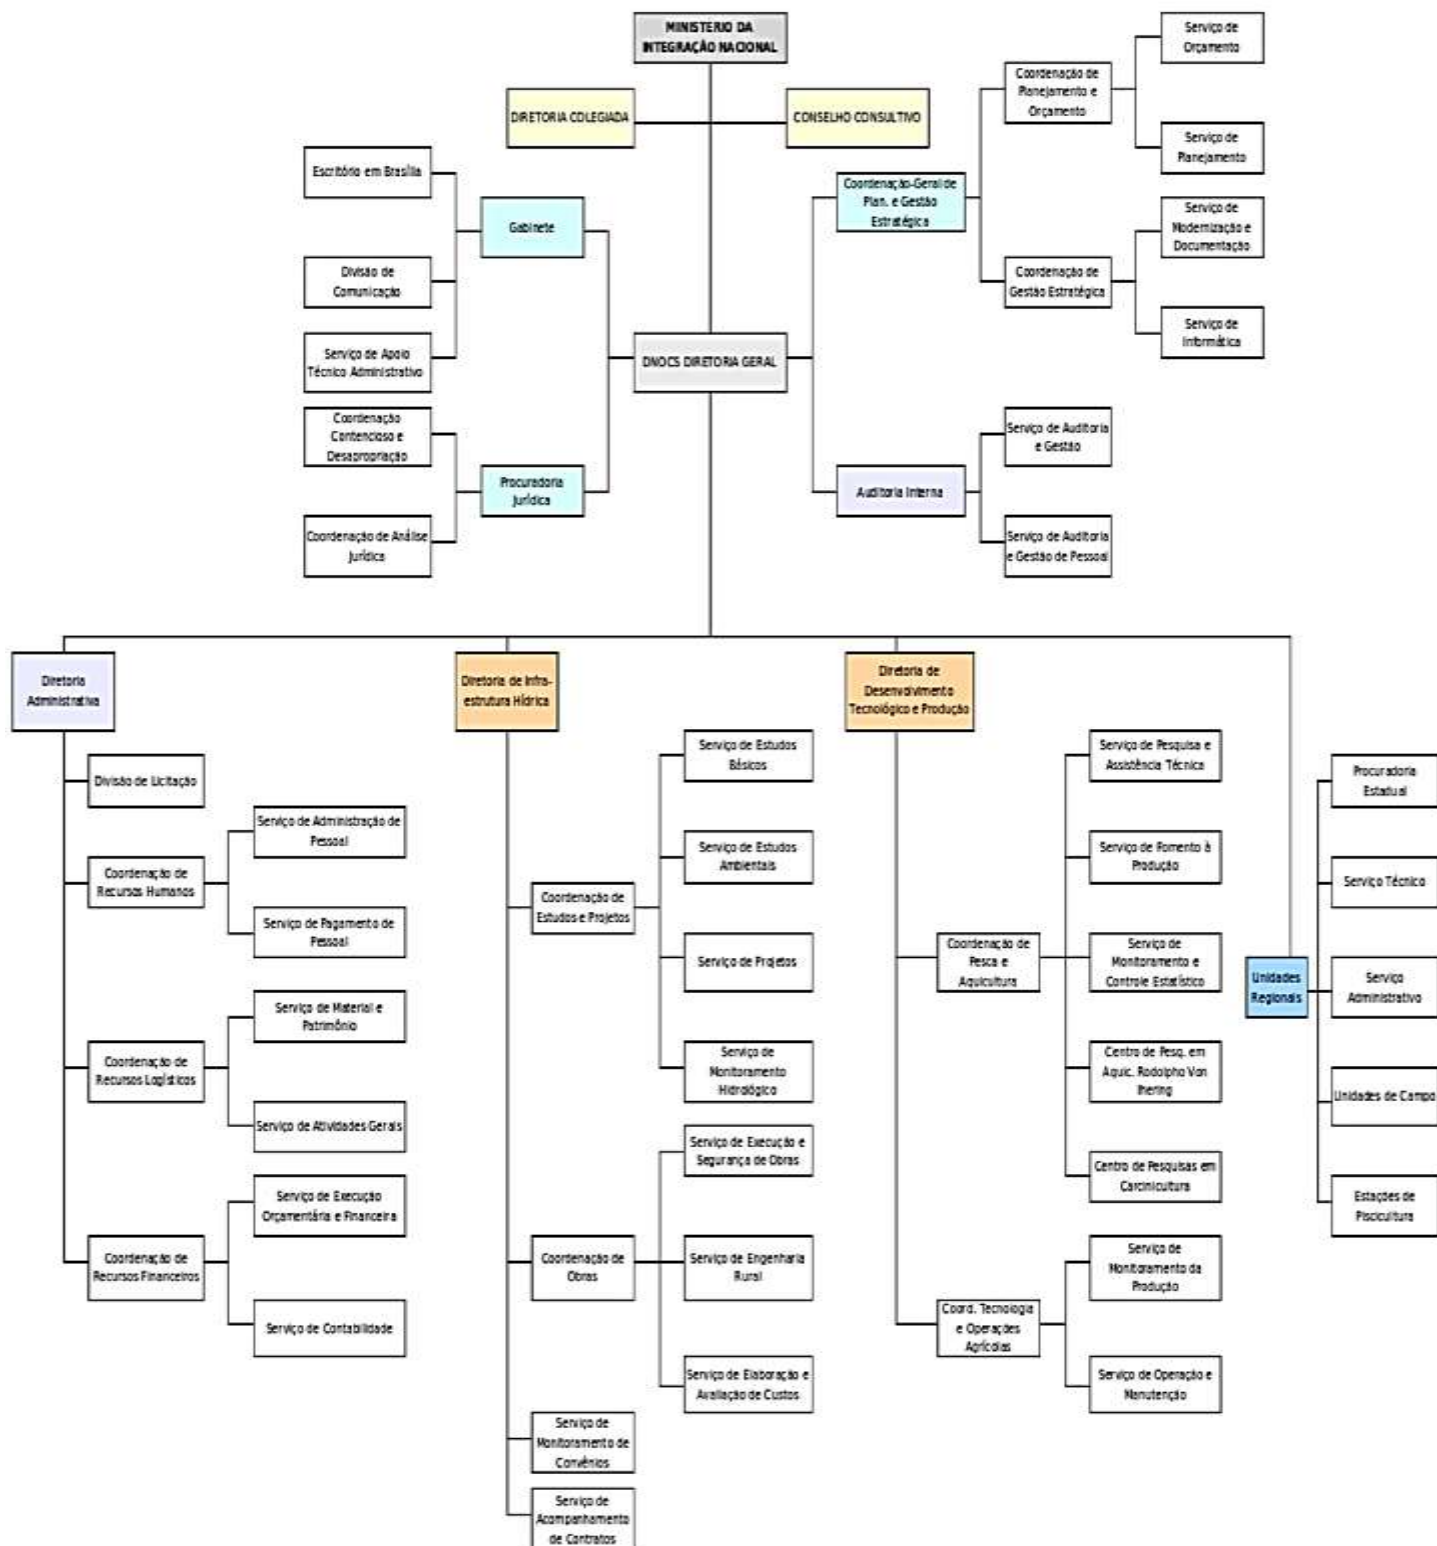 MINISTÉRIO DA
INTEGRAÇÃO NACIONAL
DIRETORIA COLEGIADA
CONSELHO CONSULTIVO
Escritório em Brasília
Gabinete
Divisão de
Comunicação
Serviço de Apoio
Técnico Administrativo
Coordenação
Contencioso e
Desapropriação
Procuradoria
Jurídica
Coordenação de Análise
Jurídica
DNOCS DIRETORIA GERAL
Coordenação-Geral de
Plan. e Gestão
Estratégica
Coordenação de
Planejamento e
Orçamento
Serviço de
Orçamento
Serviço de
Planejamento
Coordenação de
Gestão Estratégica
Serviço de
Modernização e
Documentação
Serviço de
Informática
Auditoria Interna
Serviço de Auditoria
e Gestão
Serviço de Auditoria
e Gestão de Pessoal
Diretoria
Administrativa
Divisão de Licitação
Coordenação de
Recursos Humanos
Serviço de Administração de
Pessoal
Serviço de Pagamento de
Pessoal
Coordenação de
Recursos Logísticos
Serviço de Material e
Patrimônio
Serviço de Atividades Gerais
Coordenação de
Recursos Financeiros
Serviço de Execução
Orçamentária e Financeira
Serviço de Contabilidade
Diretoria de Infra-
estrutura Hídrica
Coordenação de
Estudos e Projetos
Serviço de Estudos
Básicos
Serviço de Estudos
Ambientais
Serviço de Projetos
Serviço de
Monitoramento
Hidrológico
Coordenação de
Obras
Serviço de Execução e
Segurança de Obras
Serviço de Engenharia
Rural
Serviço de Elaboração e
Avaliação de Custos
Serviço de
Monitoramento de
Convênios
Serviço de
Acompanhamento
de Contratos
Diretoria de
Desenvolvimento
Tecnológico e Produção
Coordenação de
Pesca e
Aquicultura
Serviço de Pesquisa e
Assistência Técnica
Serviço de Fomento à
Produção
Serviço de
Monitoramento e
Controle Estatístico
Centro de Pesq. em
Aquic. Rodolpho Von
Ihering
Centro de Pesquisas em
Carcinicultura
Coord. Tecnologia
e Operações
Agrícolas
Serviço de
Monitoramento da
Produção
Serviço de Operação e
Manutenção
Unidades
Regionais
Procuradoria
Estadual
Serviço Técnico
Serviço
Administrativo
Unidades de Campo
Estações de
Piscicultura